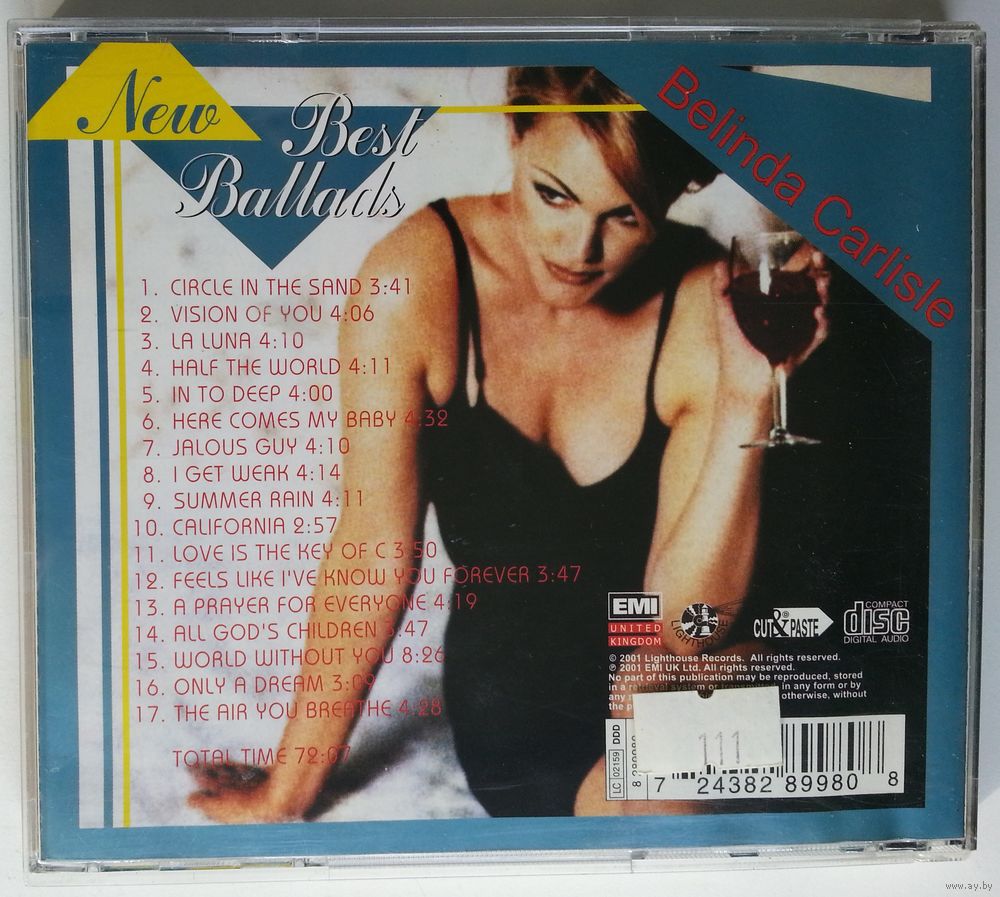 New
Best
Ballads
Belinda Carlisle
1. CIRCLE IN THE SAND 3:41
2. VISION OF YOU 4:06
3. LA LUNA 4:10
4. HALF THE WORLD 4:11
5. IN TO DEEP 4:00
6. HERE COMES MY BABY 4:32
7. JALOUS GUY 4:10
8. I GET WEAK 4:14
9. SUMMER RAIN 4:11
10. CALIFORNIA 2:57
11. LOVE IS THE KEY OF C 3:50
12. FEELS LIKE I'VE KNOW YOU FOREVER 3:47
13. A PRAYER FOR EVERYONE 4:19
14. ALL GOD'S CHILDREN 3:47
15. WORLD WITHOUT YOU 8:26
16. ONLY A DREAM 3:09
17. THE AIR YOU BREATHE 4:28
TOTAL TIME 72:07
EMI
UNITED
KINGDOM
LIGHTHOUSE
CUT & PASTE
COMPACT
disc
DIGITAL AUDIO
© 2001 Lighthouse Records. All rights reserved.
℗ 2001 EMI UK Ltd. All rights reserved.
No part of this publication may be reproduced, stored
in a retrieval system or transmitted, in any form or by
any otherwise, without
the
LC 02159 DDD
111
7 24382 89980 8
www.ay.by